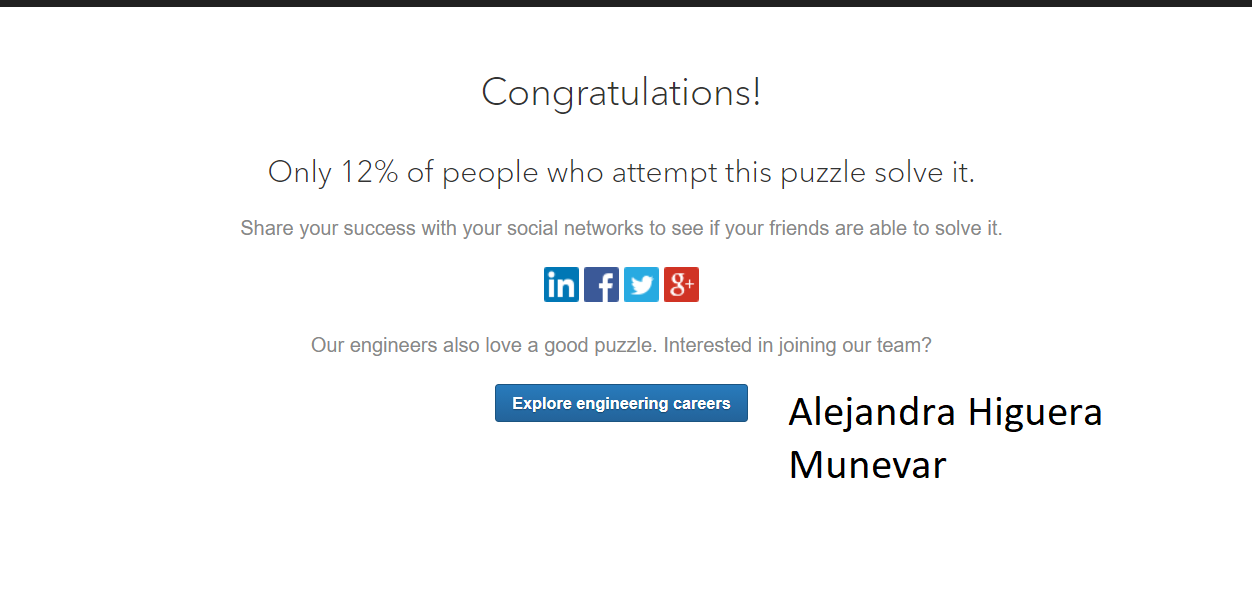 Congratulations!
Only 12% of people who attempt this puzzle solve it.
Share your success with your social networks to see if your friends are able to solve it.
in f g+
Our engineers also love a good puzzle. Interested in joining our team?
Explore engineering careers
Alejandra Higuera
Munevar